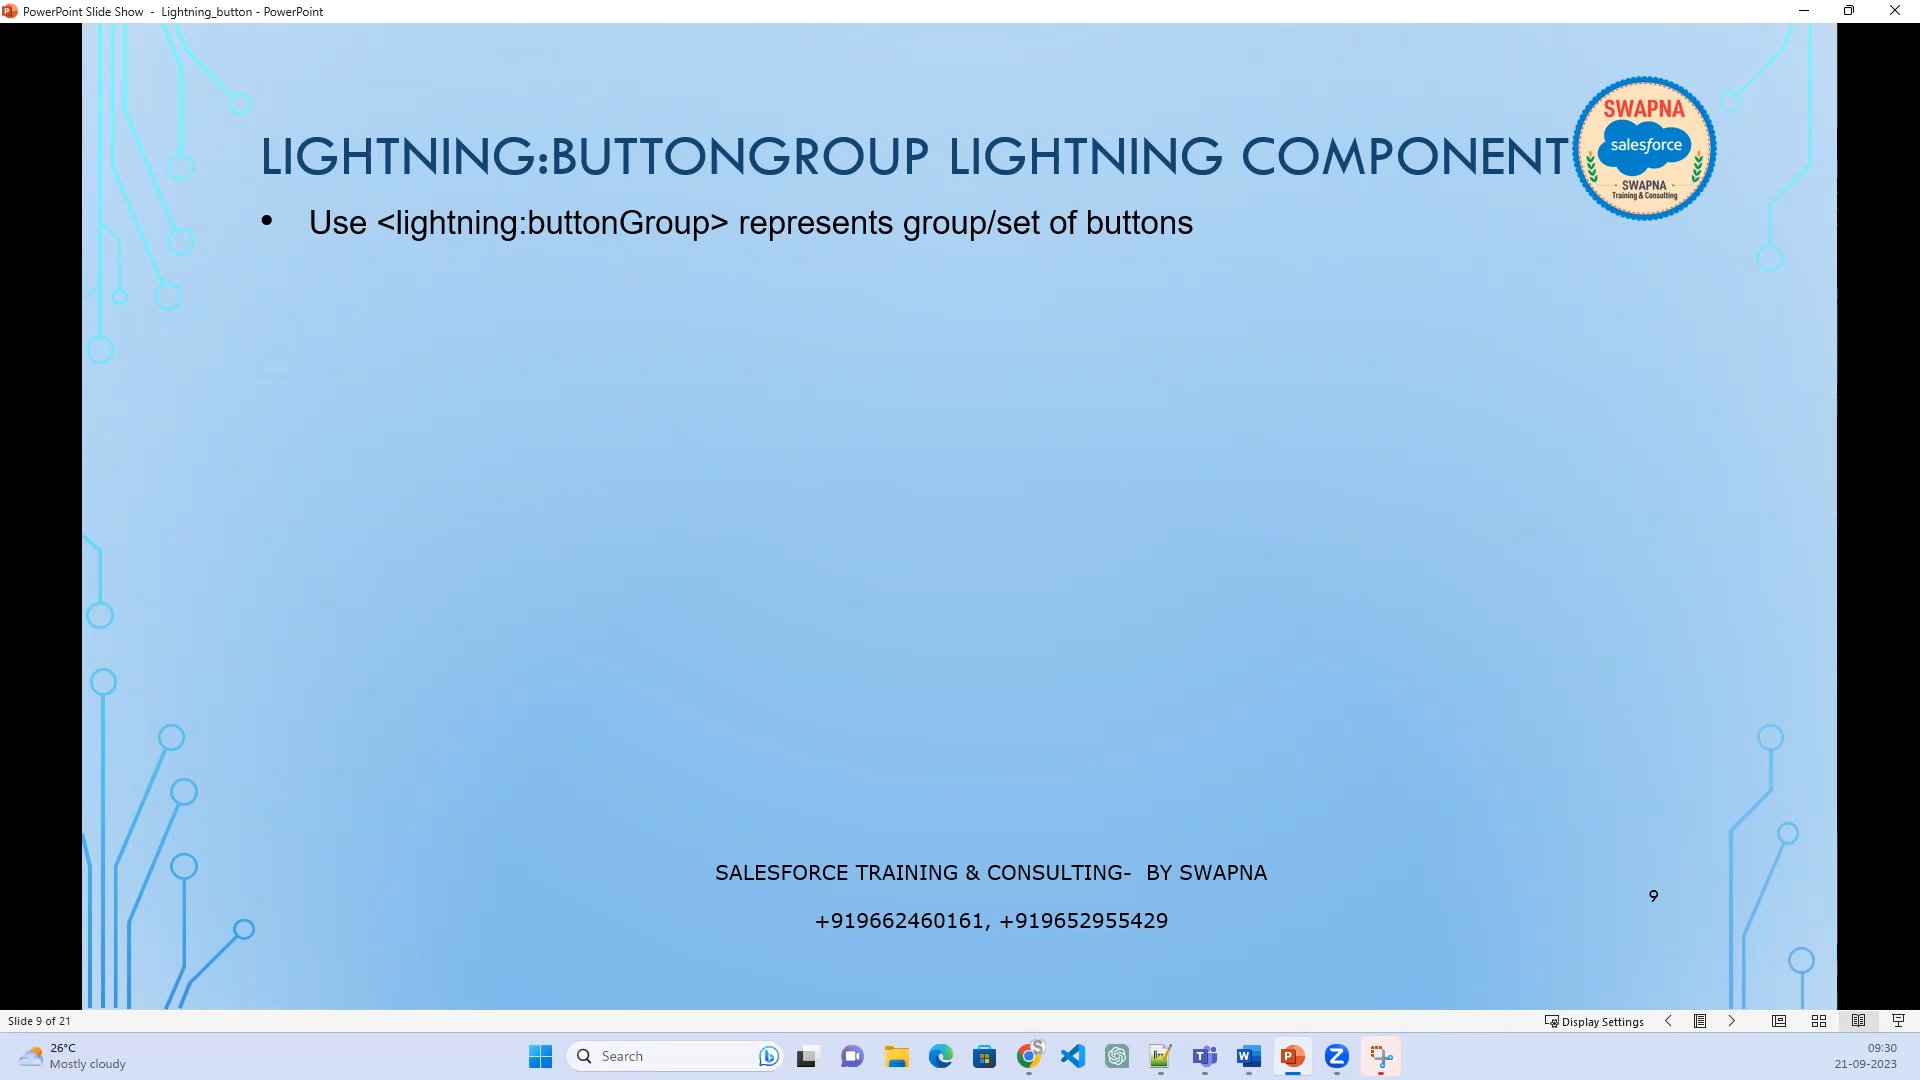 PowerPoint Slide Show - Lightning_button - PowerPoint
LIGHTNING:BUTTONGROUP LIGHTNING COMPONENT
• Use <lightning:buttonGroup> represents group/set of buttons
SWAPNA
salesforce
SWAPNA
Training & Consulting
SALESFORCE TRAINING & CONSULTING- BY SWAPNA
+919662460161, +919652955429
9
Slide 9 of 21
Display Settings
26°C
Mostly cloudy
Search
09:30
21-09-2023